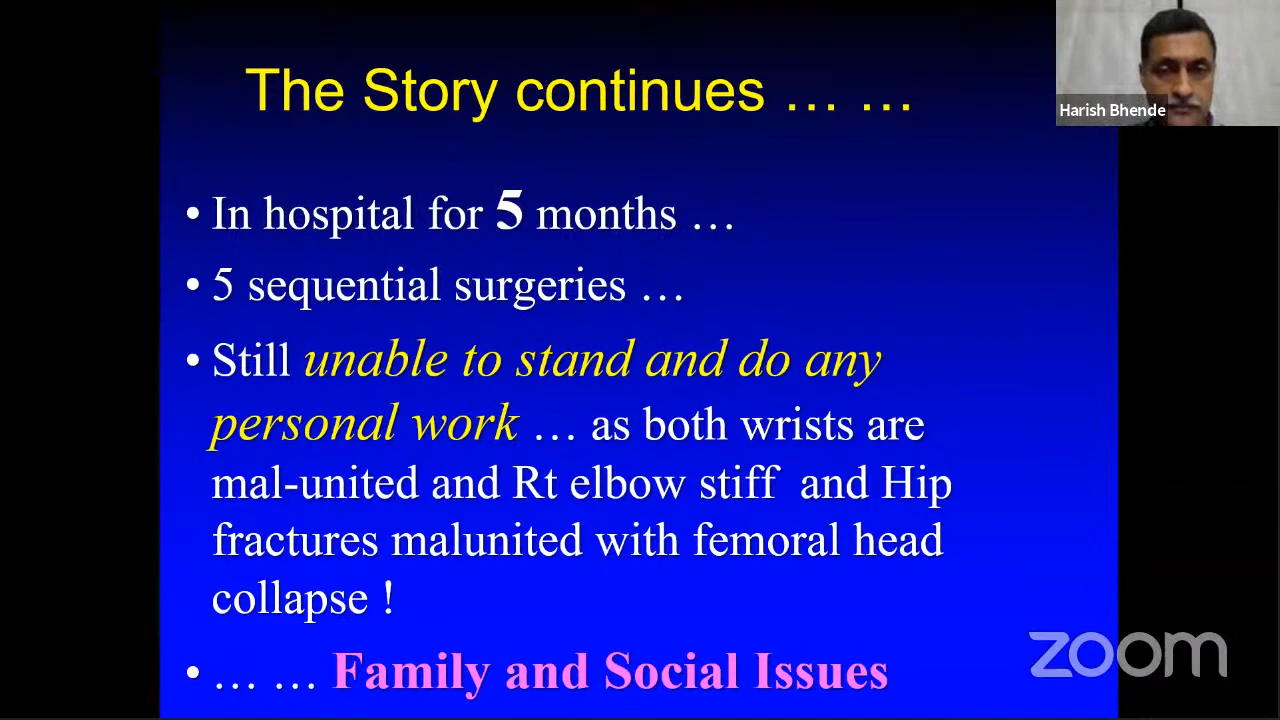 The Story continues … …
Harish Bhende
• In hospital for 5 months …
• 5 sequential surgeries …
• Still unable to stand and do any
personal work … as both wrists are
mal-united and Rt elbow stiff and Hip
fractures malunited with femoral head
collapse !
• … … Family and Social Issues
zoom